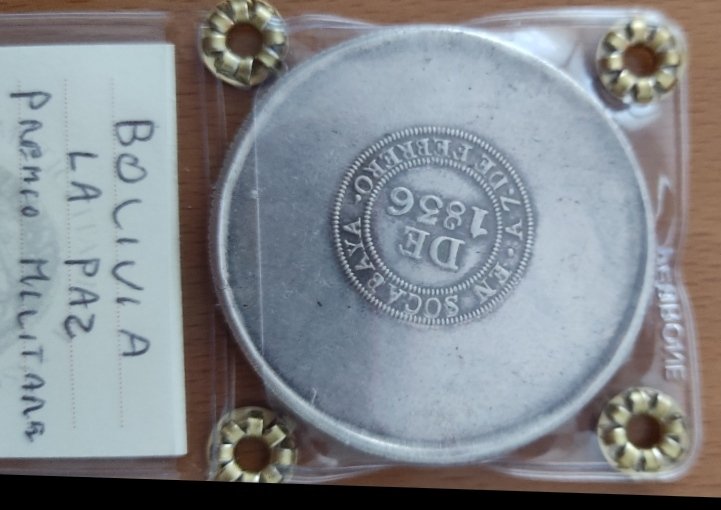 BOLIVIA
LA PAZ
PREMIO MILITARE
EN SOCABAYA
A 7 DE FEBRERO
DE
1836